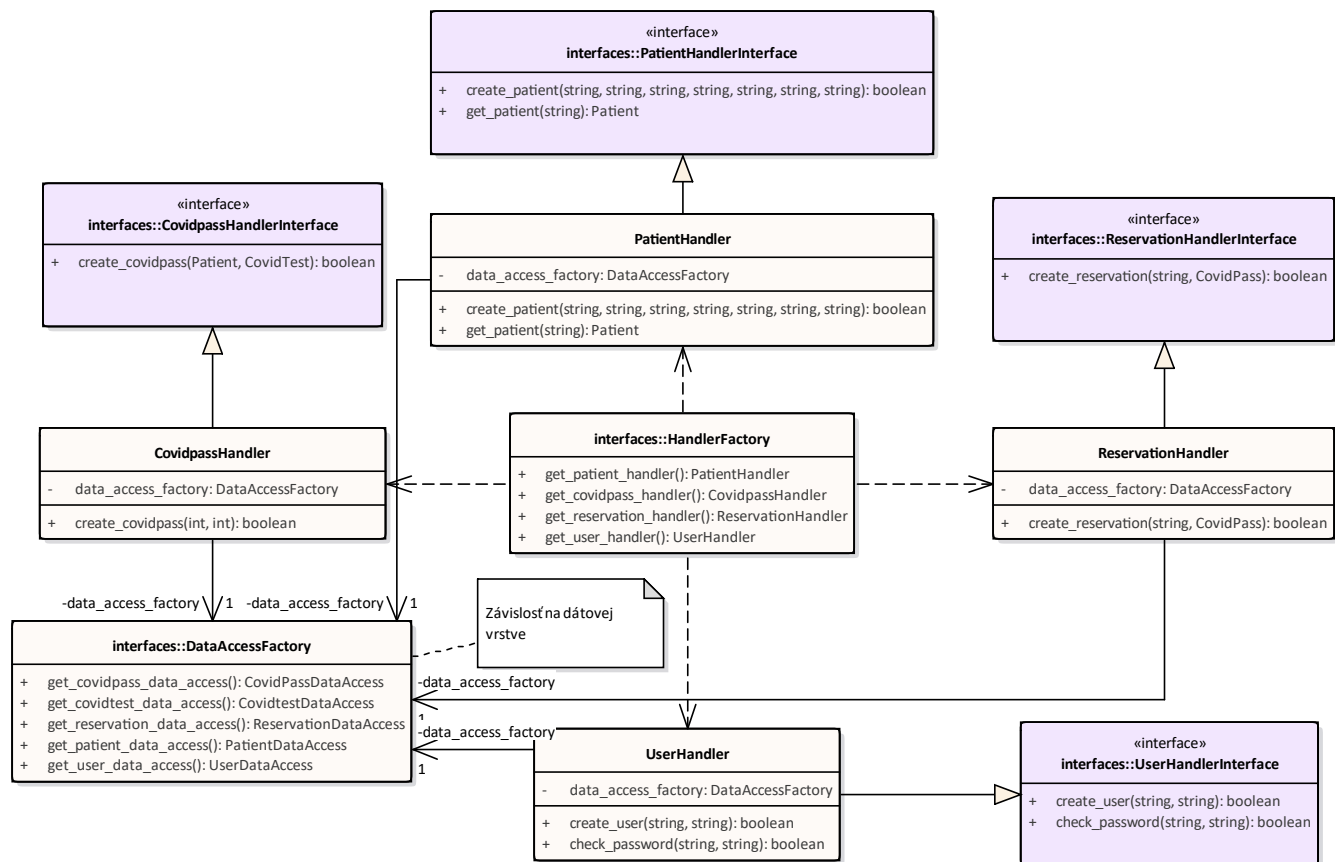 «interface»
interfaces::PatientHandlerInterface
+ create_patient(string, string, string, string, string, string, string): boolean
+ get_patient(string): Patient
«interface»
interfaces::CovidpassHandlerInterface
+ create_covidpass(Patient, CovidTest): boolean
PatientHandler
- data_access_factory: DataAccessFactory
+ create_patient(string, string, string, string, string, string, string): boolean
+ get_patient(string): Patient
«interface»
interfaces::ReservationHandlerInterface
+ create_reservation(string, CovidPass): boolean
CovidpassHandler
- data_access_factory: DataAccessFactory
+ create_covidpass(int, int): boolean
interfaces::HandlerFactory
+ get_patient_handler(): PatientHandler
+ get_covidpass_handler(): CovidpassHandler
+ get_reservation_handler(): ReservationHandler
+ get_user_handler(): UserHandler
ReservationHandler
- data_access_factory: DataAccessFactory
+ create_reservation(string, CovidPass): boolean
-data_access_factory 1
-data_access_factory 1
Závislosť na dátovej
vrstve
interfaces::DataAccessFactory
+ get_covidpass_data_access(): CovidPassDataAccess
+ get_covidtest_data_access(): CovidtestDataAccess
+ get_reservation_data_access(): ReservationDataAccess
+ get_patient_data_access(): PatientDataAccess
+ get_user_data_access(): UserDataAccess
-data_access_factory
1
-data_access_factory
1
UserHandler
- data_access_factory: DataAccessFactory
+ create_user(string, string): boolean
+ check_password(string, string): boolean
«interface»
interfaces::UserHandlerInterface
+ create_user(string, string): boolean
+ check_password(string, string): boolean